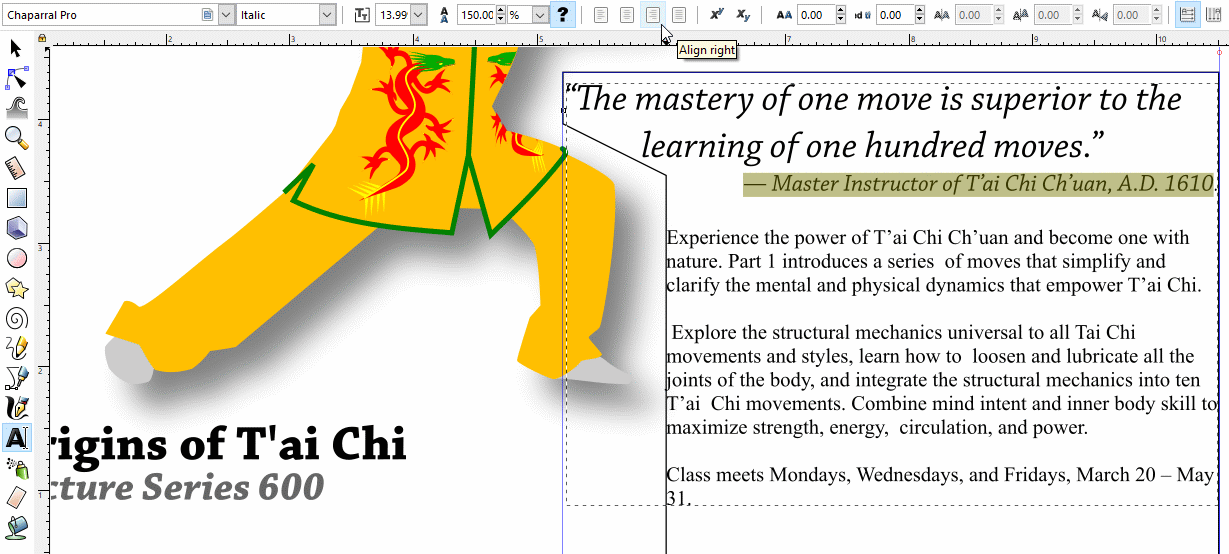 Chaparral Pro Italic 13.99 150.00 % ? 0.00 0.00 0.00 0.00 0.00
Align right
2 3 4 5 7 8 9 10
“The mastery of one move is superior to the
learning of one hundred moves.”
— Master Instructor of T’ai Chi Ch’uan, A.D. 1610.
Experience the power of T’ai Chi Ch’uan and become one with
nature. Part 1 introduces a series  of moves that simplify and
clarify the mental and physical dynamics that empower T’ai Chi.
Explore the structural mechanics universal to all Tai Chi
movements and styles, learn how to  loosen and lubricate all the
joints of the body, and integrate the structural mechanics into ten
T’ai  Chi movements. Combine mind intent and inner body skill to
maximize strength, energy,  circulation, and power.
Class meets Mondays, Wednesdays, and Fridays, March 20 – May
31.
rigins of T'ai Chi
cture Series 600